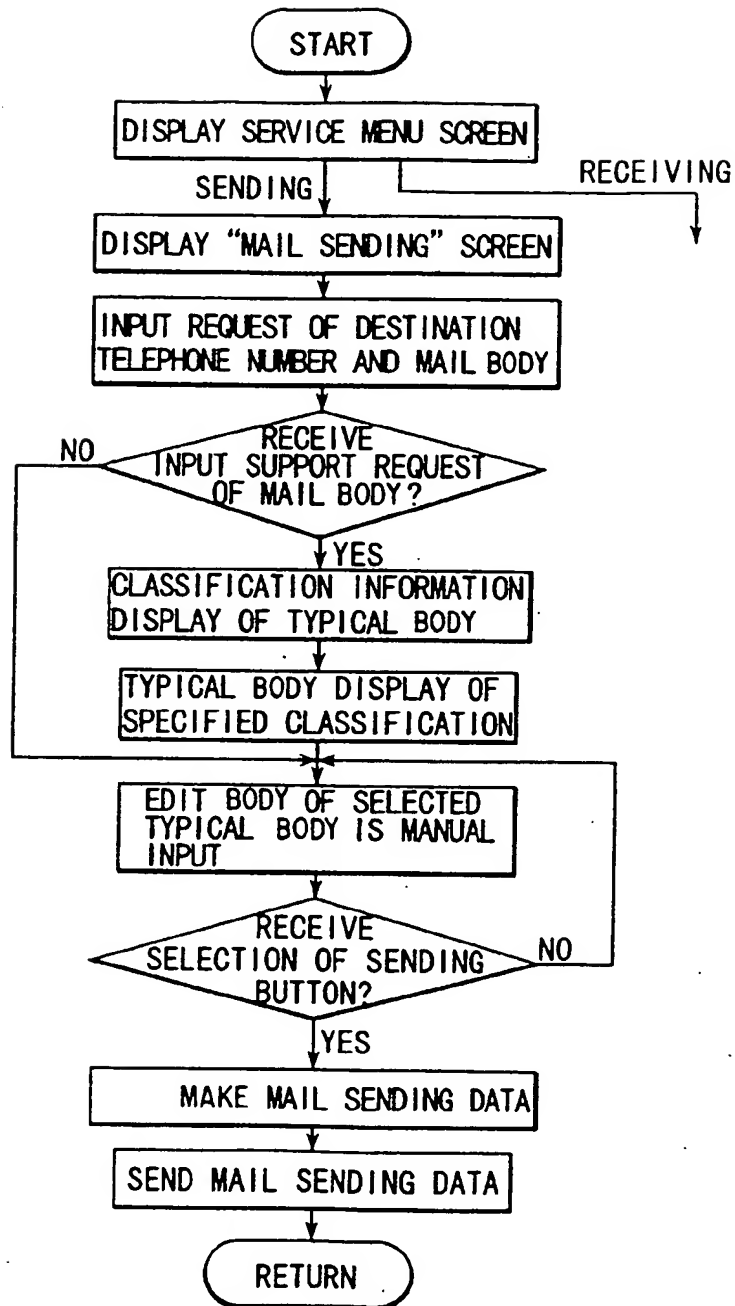 START
DISPLAY SERVICE MENU SCREEN
RECEIVING
SENDING
DISPLAY “MAIL SENDING” SCREEN
INPUT REQUEST OF DESTINATION
TELEPHONE NUMBER AND MAIL BODY
RECEIVE
INPUT SUPPORT REQUEST
OF MAIL BODY?
NO
YES
CLASSIFICATION INFORMATION
DISPLAY OF TYPICAL BODY
TYPICAL BODY DISPLAY OF
SPECIFIED CLASSIFICATION
EDIT BODY OF SELECTED
TYPICAL BODY IS MANUAL
INPUT
RECEIVE
SELECTION OF SENDING
BUTTON?
NO
YES
MAKE MAIL SENDING DATA
SEND MAIL SENDING DATA
RETURN